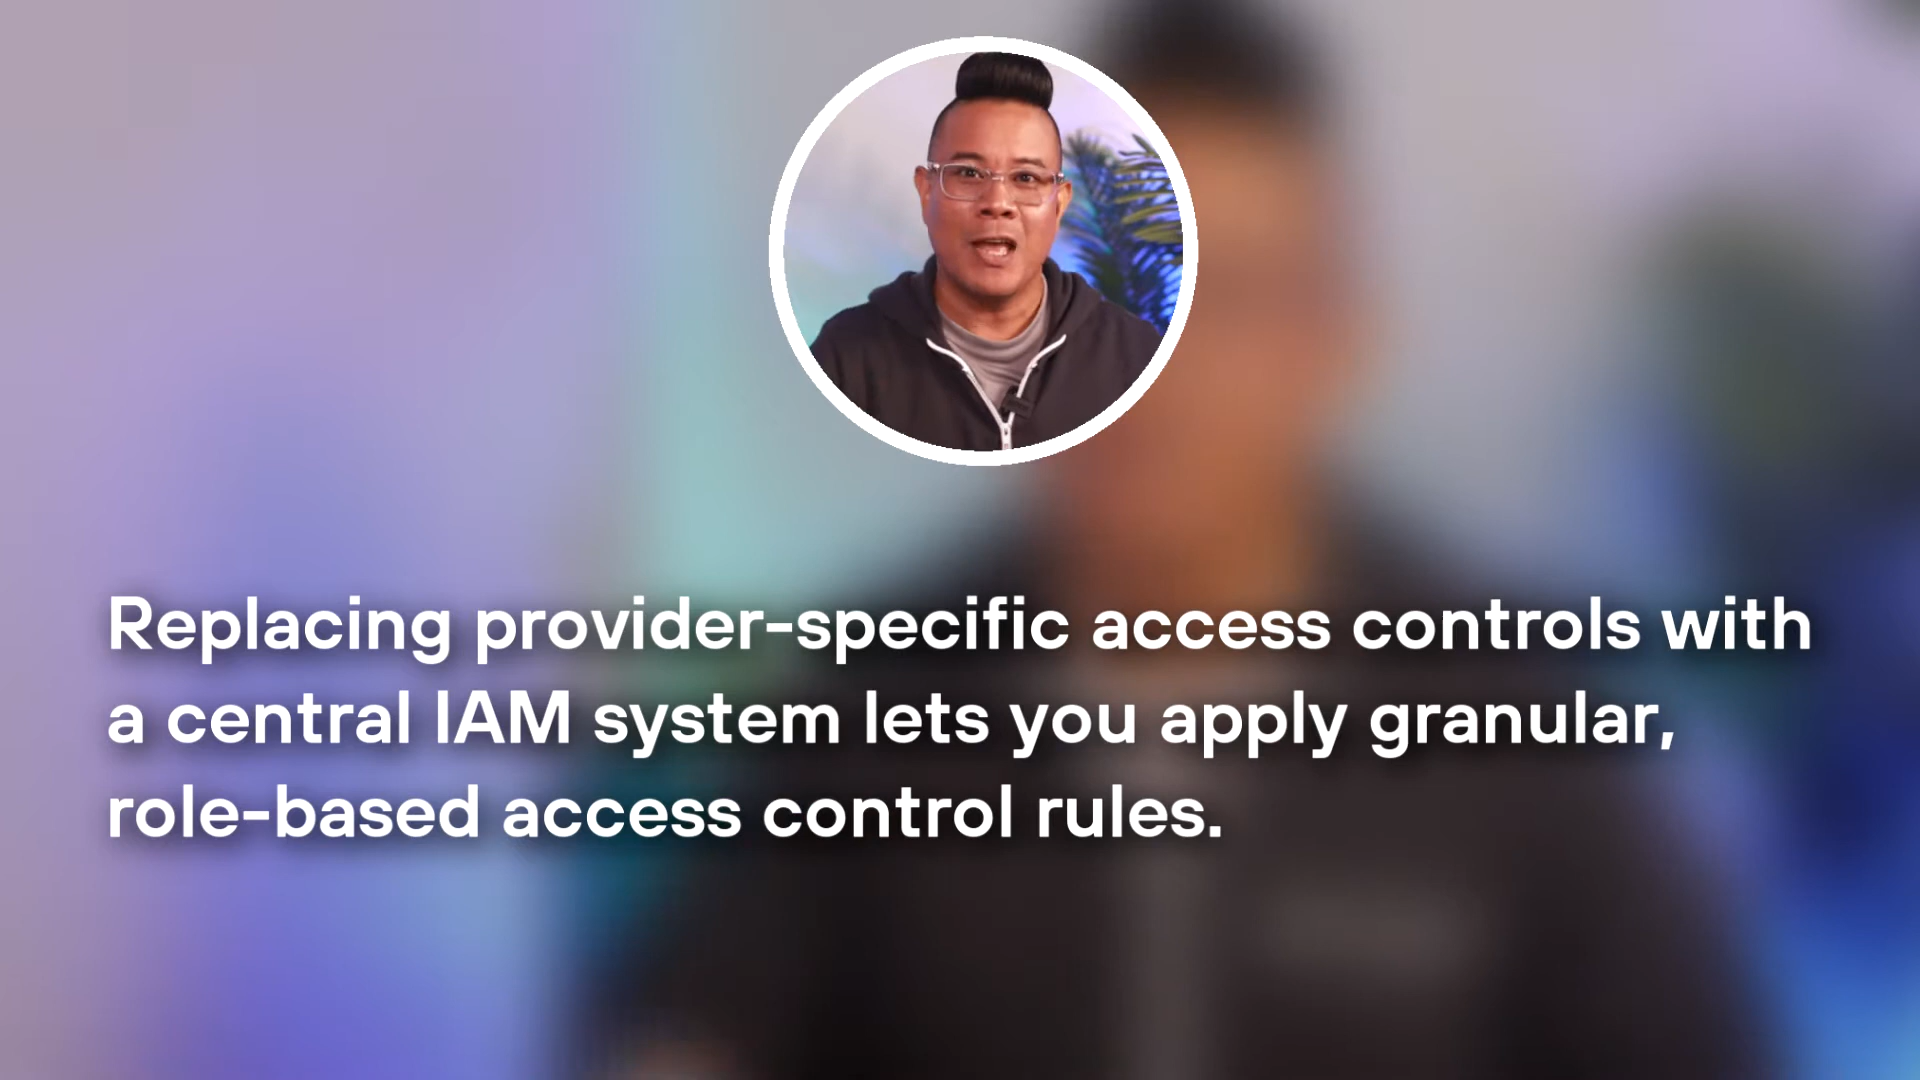 Replacing provider-specific access controls with
a central IAM system lets you apply granular,
role-based access control rules.